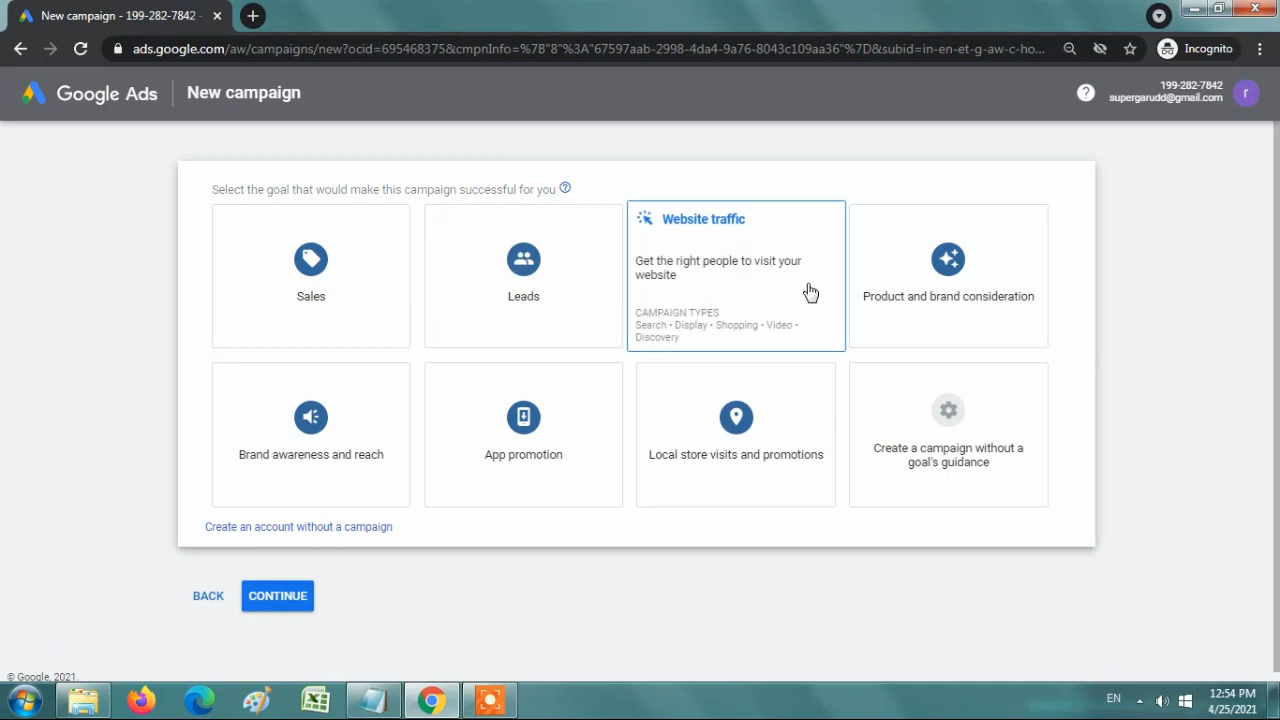 New campaign - 199-282-7842 -
ads.google.com/aw/campaigns/new?ocid=695468375&cmpnInfo=%7B"8"%3A"67597aab-2998-4da4-9a76-8043c109aa36"%7D&subid=in-en-et-g-aw-c-ho...
Incognito
Google Ads
New campaign
199-282-7842
supergarudd@gmail.com
r
Select the goal that would make this campaign successful for you
Sales
Leads
Website traffic
Get the right people to visit your
website
CAMPAIGN TYPES
Search • Display • Shopping • Video •
Discovery
Product and brand consideration
Brand awareness and reach
App promotion
Local store visits and promotions
Create a campaign without a
goal's guidance
Create an account without a campaign
BACK
CONTINUE
© Google, 2021.
EN
12:54 PM
4/25/2021